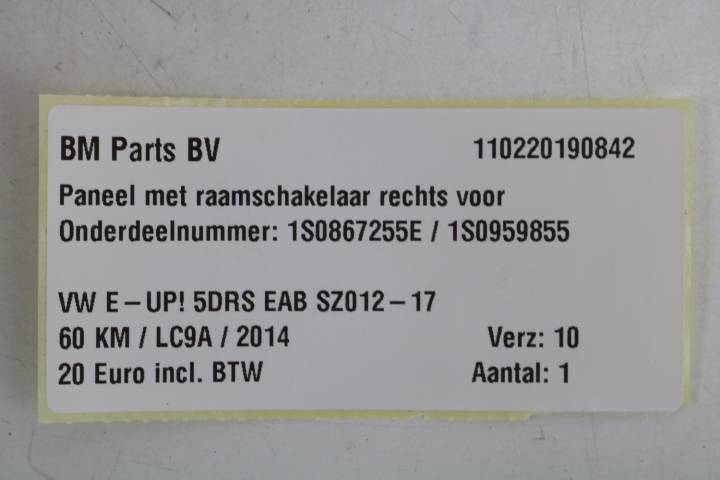 BM Parts BV 110220190842
Paneel met raamschakelaar rechts voor
Onderdeelnummer: 1S0867255E / 1S0959855
VW E-UP! 5DRS EAB SZ012-17
60 KM / LC9A / 2014 Verz: 10
20 Euro incl. BTW Aantal: 1